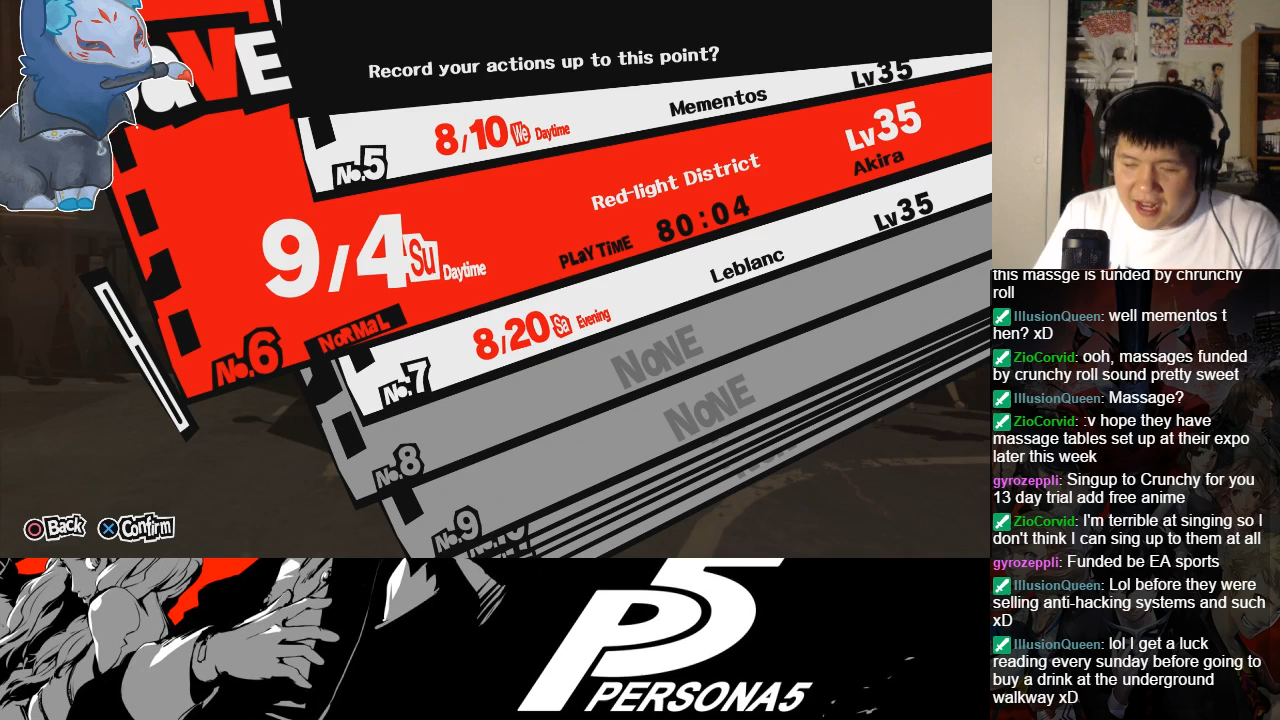 SaVE
Record your actions up to this point?
No.5 8/10 We Daytime Mementos Lv35
9/4 Su Daytime Red-light District Lv35
PLaY TiME 80:04 Akira
No.6 NoRMaL
No.7 8/20 Sa Evening Leblanc Lv35
No.8 NoNE
No.9 NoNE
Back Confirm
P5
PERSONA5
this massge is funded by chrunchy
roll
IllusionQueen: well mementos t
hen? xD
ZioCorvid: ooh, massages funded
by crunchy roll sound pretty sweet
IllusionQueen: Massage?
ZioCorvid: :v hope they have
massage tables set up at their expo
later this week
gyrozeppli: Singup to Crunchy for you
13 day trial add free anime
ZioCorvid: I'm terrible at singing so I
don't think I can sing up to them at all
gyrozeppli: Funded be EA sports
IllusionQueen: Lol before they were
selling anti-hacking systems and such
xD
IllusionQueen: lol I get a luck
reading every sunday before going to
buy a drink at the underground
walkway xD